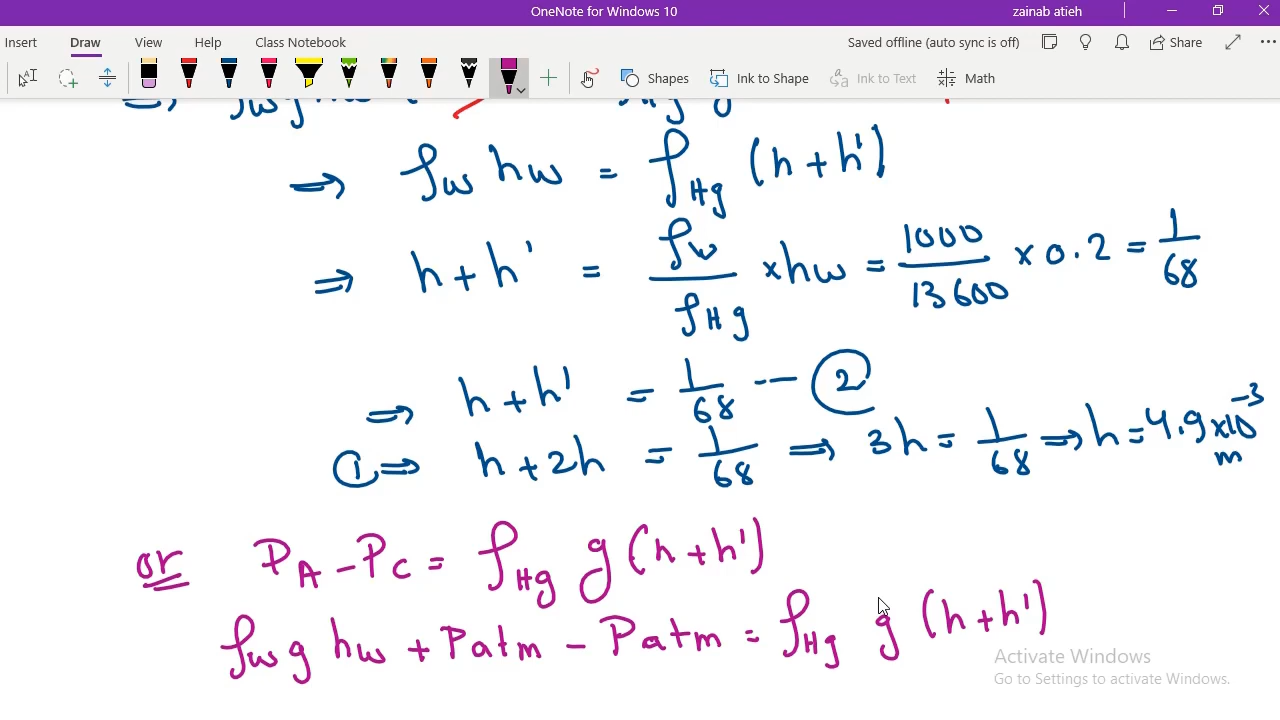 OneNote for Windows 10
zainab atieh
Insert Draw View Help Class Notebook Saved offline (auto sync is off) Share
Shapes Ink to Shape Ink to Text Math
⇒ ρw hw = ρHg (h + h')
⇒ h + h' = ρw / ρHg × hw = 1000 / 13600 × 0.2 = 1/68
⇒ h + h' = 1/68 --- ②
① ⇒ h + 2h = 1/68 ⇒ 3h = 1/68 ⇒ h = 4.9 × 10⁻³ m
or PA - PC = ρHg g (h + h')
ρw g hw + Patm - Patm = ρHg g (h + h')
Activate Windows
Go to Settings to activate Windows.